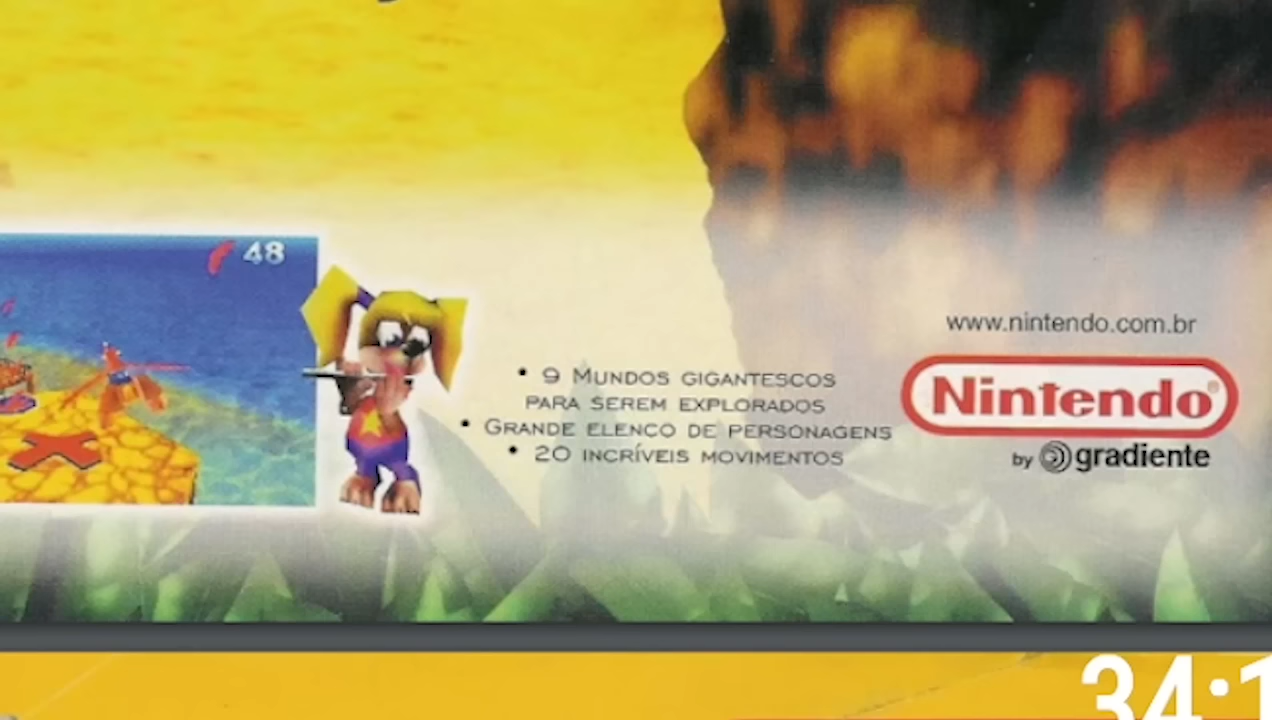 48
www.nintendo.com.br
• 9 MUNDOS GIGANTESCOS
PARA SEREM EXPLORADOS
• GRANDE ELENCO DE PERSONAGENS
• 20 INCRÍVEIS MOVIMENTOS
Nintendo®
by gradiente
34:1